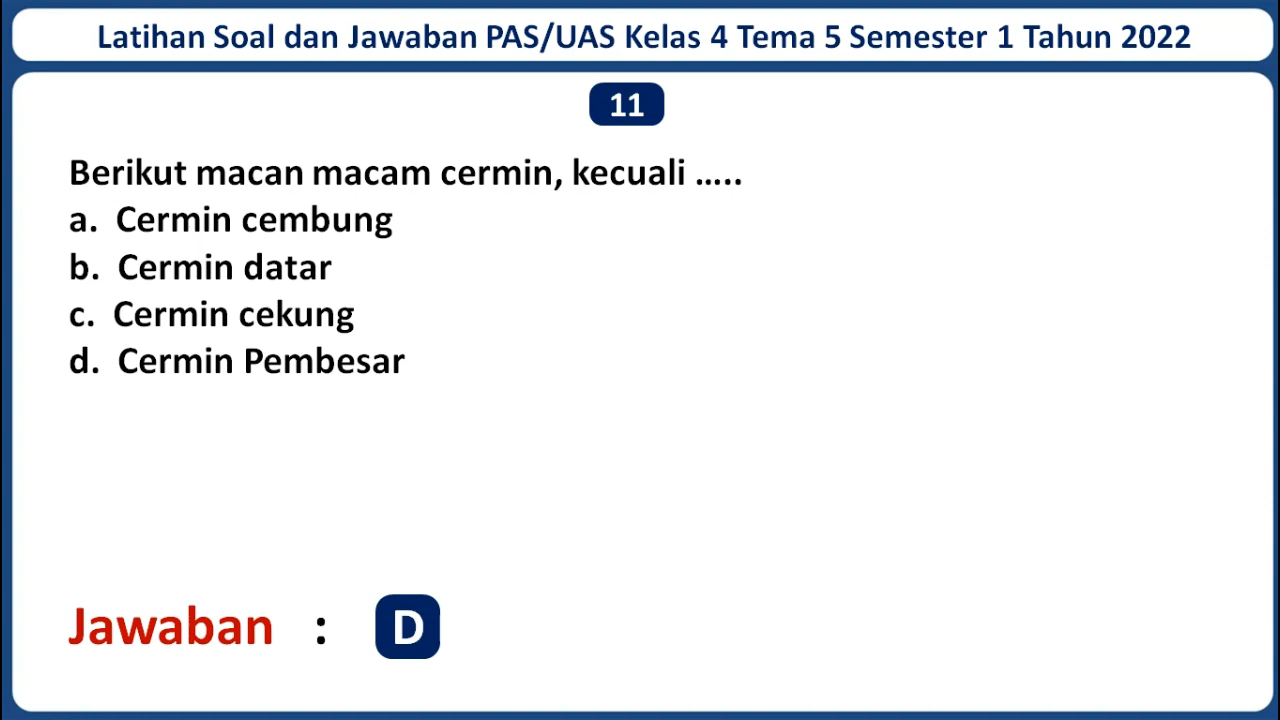 Latihan Soal dan Jawaban PAS/UAS Kelas 4 Tema 5 Semester 1 Tahun 2022
11
Berikut macan macam cermin, kecuali .....
a. Cermin cembung
b. Cermin datar
c. Cermin cekung
d. Cermin Pembesar
Jawaban : D